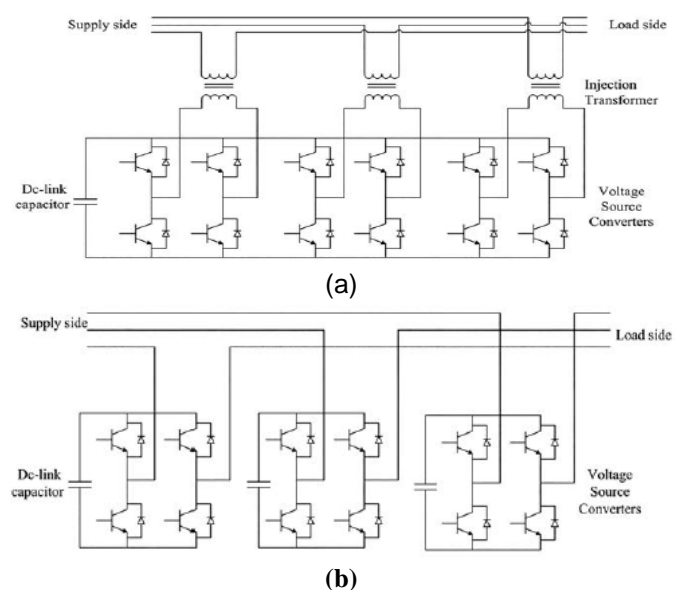 Supply side
Load side
Injection
Transformer
Dc-link
capacitor
Voltage
Source
Converters
(a)
Supply side
Load side
Dc-link
capacitor
Voltage
Source
Converters
(b)